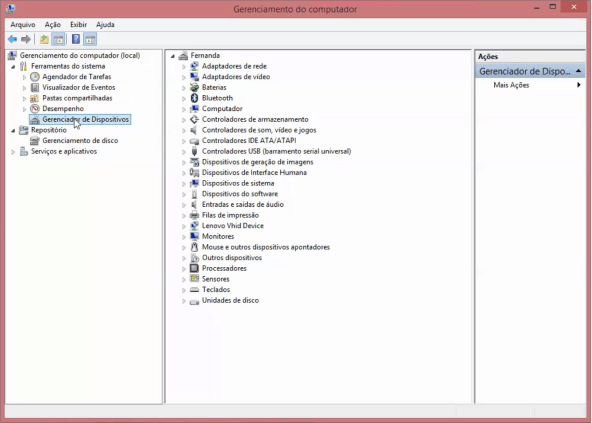 Gerenciamento do computador
Arquivo Ação Exibir Ajuda
Gerenciamento do computador (local)
Ferramentas do sistema
Agendador de Tarefas
Visualizador de Eventos
Pastas compartilhadas
Desempenho
Gerenciador de Dispositivos
Repositório
Gerenciamento de disco
Serviços e aplicativos
Fernanda
Adaptadores de rede
Adaptadores de vídeo
Baterias
Bluetooth
Computador
Controladores de armazenamento
Controladores de som, vídeo e jogos
Controladores IDE ATA/ATAPI
Controladores USB (barramento serial universal)
Dispositivos de geração de imagens
Dispositivos de Interface Humana
Dispositivos de sistema
Dispositivos do software
Entradas e saídas de áudio
Filas de impressão
Lenovo Vhid Device
Monitores
Mouse e outros dispositivos apontadores
Outros dispositivos
Processadores
Sensores
Teclados
Unidades de disco
Ações
Gerenciador de Dispo...
Mais Ações